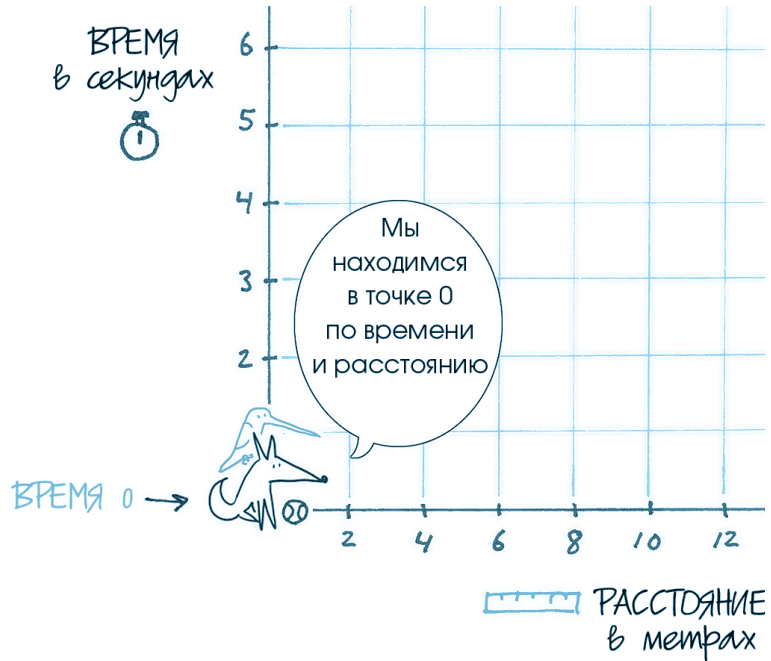 ВРЕМЯ
в секундах
6
5
4
3
2
Мы
находимся
в точке 0
по времени
и расстоянию
ВРЕМЯ 0
2 4 6 8 10 12
РАССТОЯНИЕ
в метрах